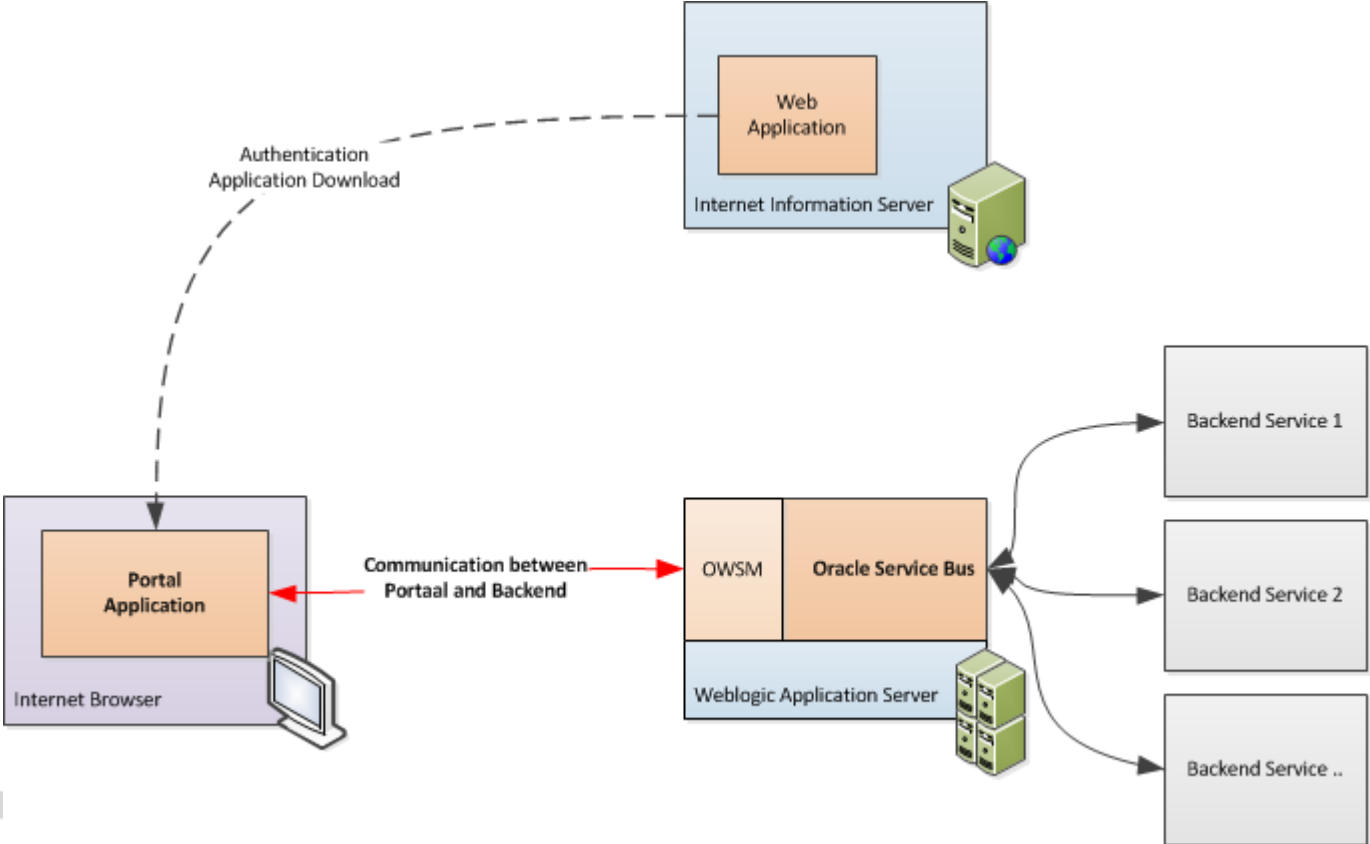 Web
Application
Internet Information Server
Authentication
Application Download
Backend Service 1
Portal
Application
Internet Browser
Communication between
Portaal and Backend
OWSM
Oracle Service Bus
Weblogic Application Server
Backend Service 2
Backend Service ..